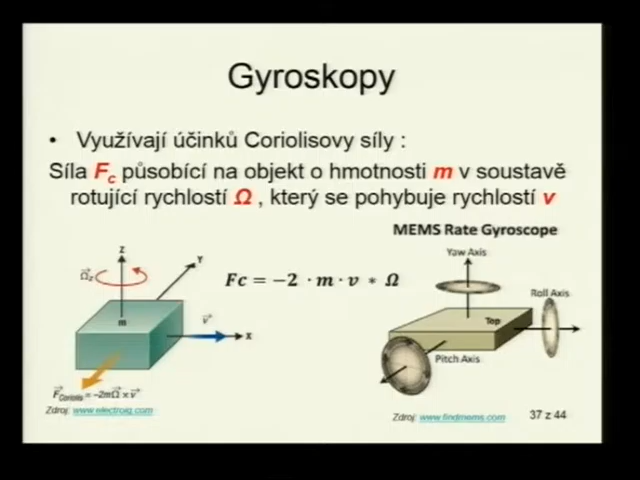 Gyroskopy
• Využívají účinků Coriolisovy síly :
Síla Fc působící na objekt o hmotnosti m v soustavě
rotující rychlostí Ω , který se pohybuje rychlostí v
MEMS Rate Gyroscope
Z
Y
Ω⃗z
m
v⃗
X
F⃗Coriolis = −2mΩ⃗ × v⃗
Zdroj: www.electroiq.com
Fc = −2 · m · v ∗ Ω
Yaw Axis
Roll Axis
Top
Pitch Axis
Zdroj: www.findmems.com
37 z 44